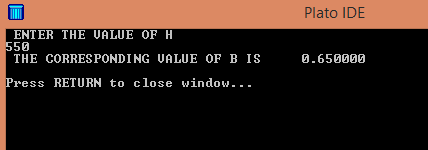 Plato IDE
ENTER THE VALUE OF H
550
THE CORRESPONDING VALUE OF B IS 0.650000
Press RETURN to close window...